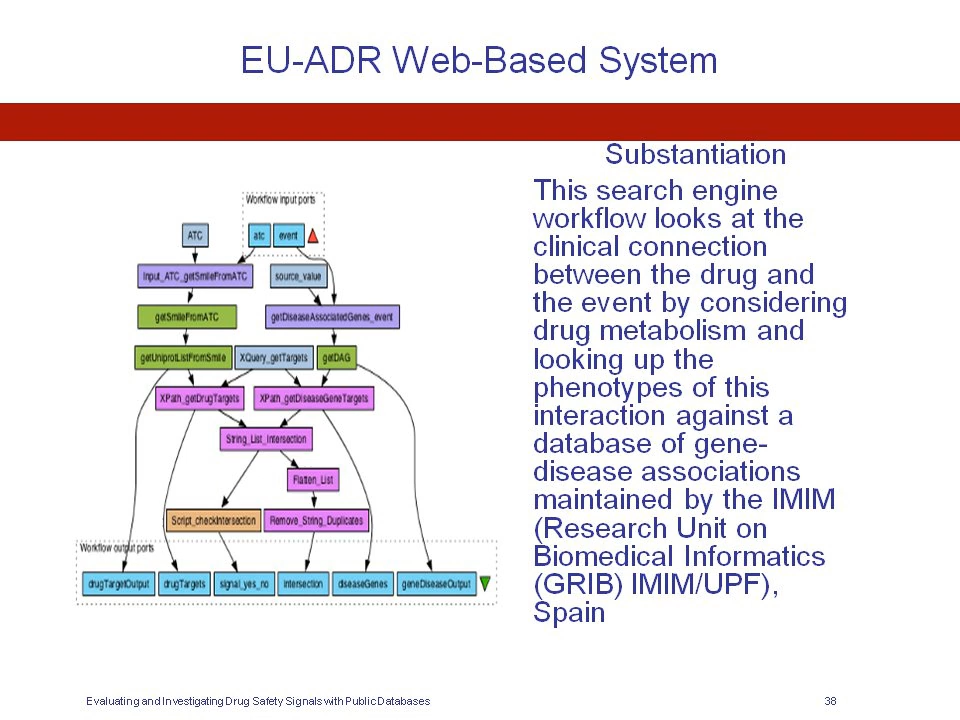 EU-ADR Web-Based System
Substantiation
This search engine
workflow looks at the
clinical connection
between the drug and
the event by considering
drug metabolism and
looking up the
phenotypes of this
interaction against a
database of gene-
disease associations
maintained by the IMIM
(Research Unit on
Biomedical Informatics
(GRIB) IMIM/UPF),
Spain
Workflow input ports
ATC atc event
Input_ATC_getSmileFromATC source_value
getSmileFromATC getDiseaseAssociatedGenes_event
getUniprotListFromSmile XQuery_getTargets getDAG
XPath_getDrugTargets XPath_getDiseaseGeneTargets
String_List_Intersection
Flatten_List
Script_checkIntersection Remove_String_Duplicates
Workflow output ports
drugTargetOutput drugTargets signal_yes_no intersection diseaseGenes geneDiseaseOutput
Evaluating and Investigating Drug Safety Signals with Public Databases 38